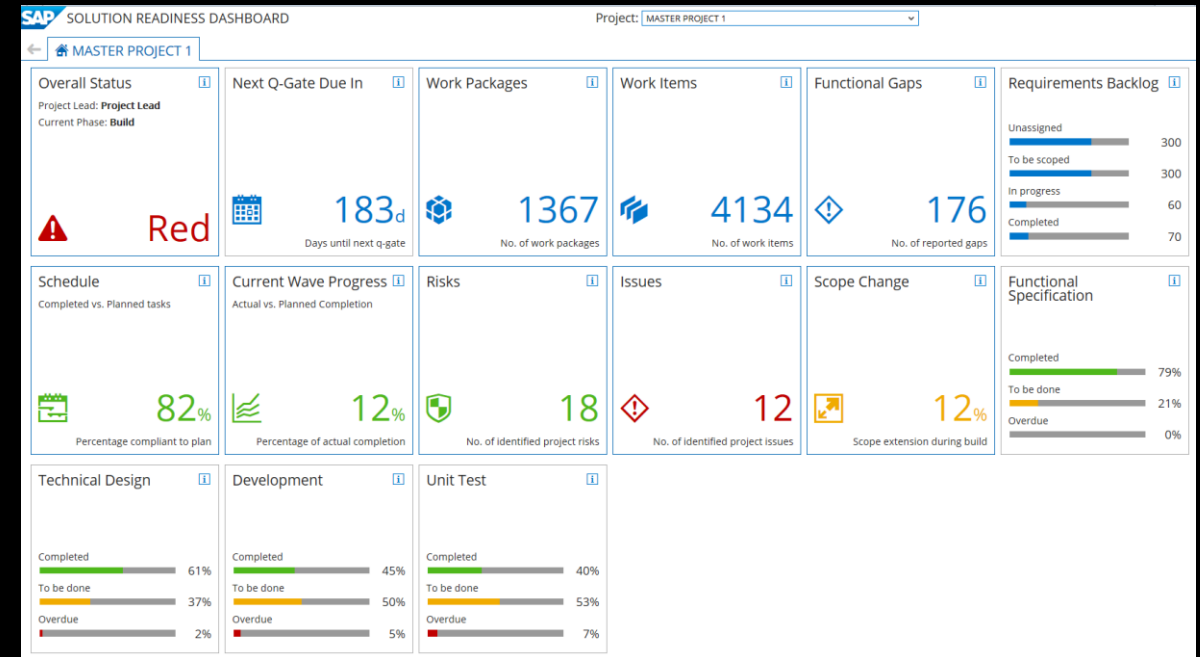 SAP SOLUTION READINESS DASHBOARD
Project: MASTER PROJECT 1
MASTER PROJECT 1
Overall Status
Project Lead: Project Lead
Current Phase: Build
Red
Next Q-Gate Due In
183d
Days until next q-gate
Work Packages
1367
No. of work packages
Work Items
4134
No. of work items
Functional Gaps
176
No. of reported gaps
Requirements Backlog
Unassigned
300
To be scoped
300
In progress
60
Completed
70
Schedule
Completed vs. Planned tasks
82%
Percentage compliant to plan
Current Wave Progress
Actual vs. Planned Completion
12%
Percentage of actual completion
Risks
18
No. of identified project risks
Issues
12
No. of identified project issues
Scope Change
12%
Scope extension during build
Functional
Specification
Completed
79%
To be done
21%
Overdue
0%
Technical Design
Completed
61%
To be done
37%
Overdue
2%
Development
Completed
45%
To be done
50%
Overdue
5%
Unit Test
Completed
40%
To be done
53%
Overdue
7%